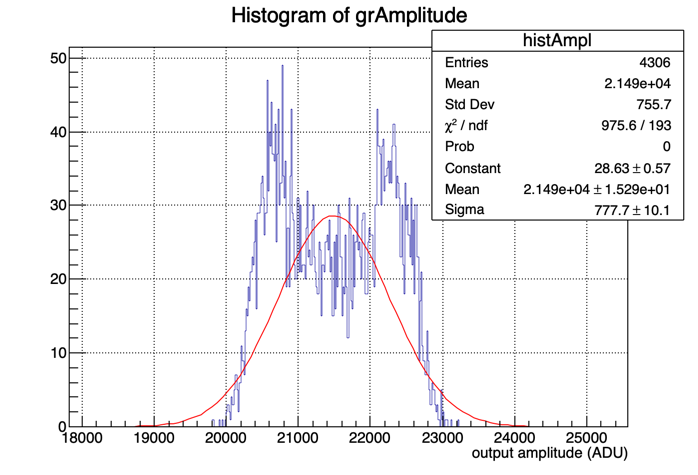 Histogram of grAmplitude
histAmpl
Entries 4306
Mean 2.149e+04
Std Dev 755.7
χ² / ndf 975.6 / 193
Prob 0
Constant 28.63 ± 0.57
Mean 2.149e+04 ± 1.529e+01
Sigma 777.7 ± 10.1
50
40
30
20
10
0
18000 19000 20000 21000 22000 23000 24000 25000
output amplitude (ADU)